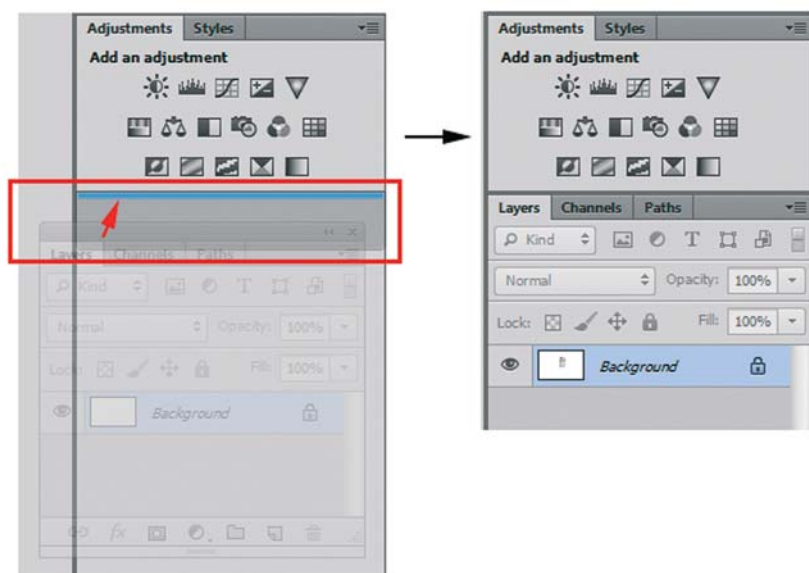 Adjustments Styles
Add an adjustment
Layers Channels Paths
Kind T
Normal Opacity: 100%
Lock: Fill: 100%
Background
fx
Adjustments Styles
Add an adjustment
Layers Channels Paths
Kind T
Normal Opacity: 100%
Lock: Fill: 100%
Background